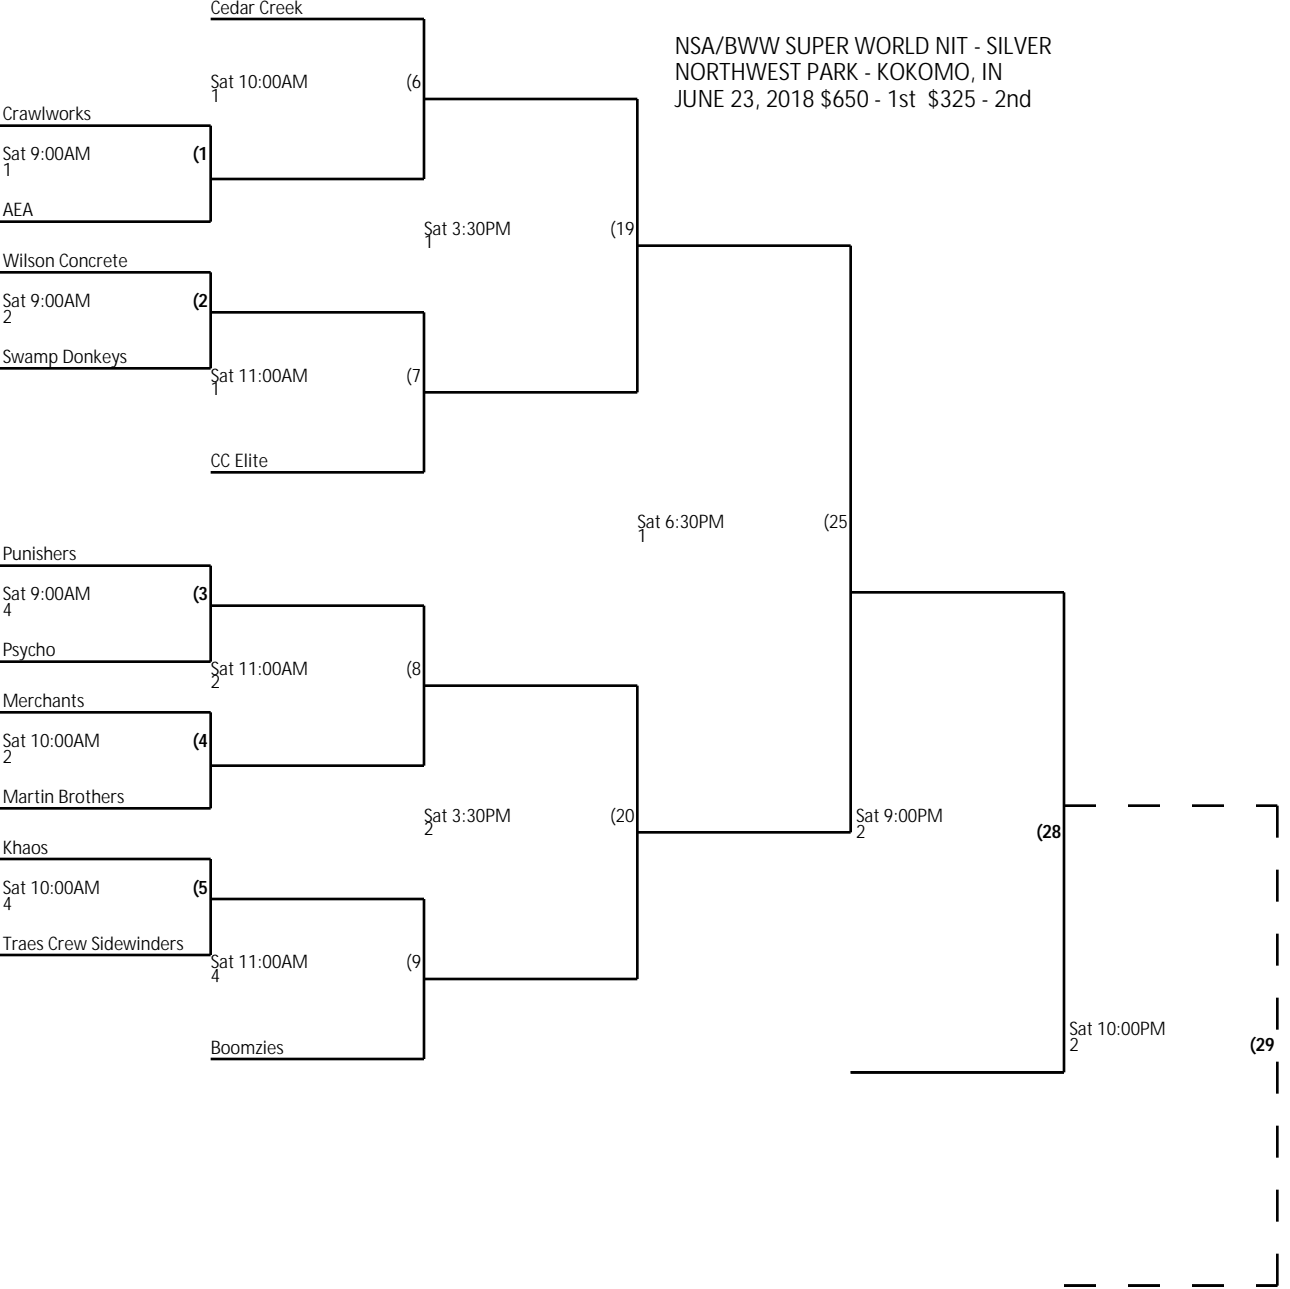 Cedar Creek
NSA/BWW SUPER WORLD NIT - SILVER
NORTHWEST PARK - KOKOMO, IN
JUNE 23, 2018 $650 - 1st $325 - 2nd
Sat 10:00AM (6
1
Crawlworks
Sat 9:00AM (1
1
AEA
Sat 3:30PM (19
1
Wilson Concrete
Sat 9:00AM (2
2
Swamp Donkeys
Sat 11:00AM (7
1
CC Elite
Sat 6:30PM (25
1
Punishers
Sat 9:00AM (3
4
Psycho
Sat 11:00AM (8
2
Merchants
Sat 10:00AM (4
2
Martin Brothers
Sat 3:30PM (20
2
Sat 9:00PM (28
2
Khaos
Sat 10:00AM (5
4
Traes Crew Sidewinders
Sat 11:00AM (9
4
Boomzies
Sat 10:00PM (29
2